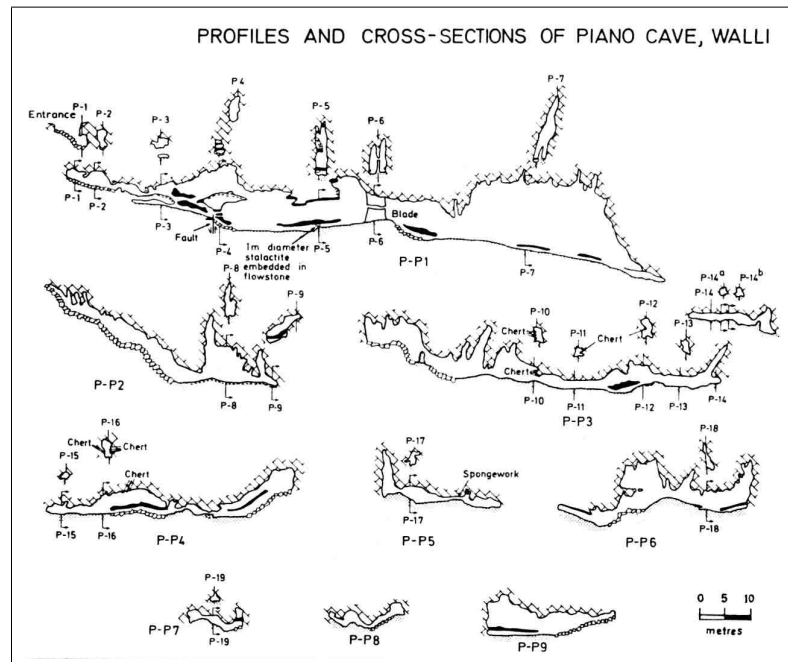 PROFILES AND CROSS-SECTIONS OF PIANO CAVE, WALLI
P-7
P-4
P-5
P-6
P-1
P-2
P-3
Entrance
P-1
P-2
P-3
Fault
P-4
1m diameter
stalactite
embedded in
flowstone
P-5
P-6
Blade
P-7
P-P1
P-8
P-9
P-8
P-9
P-P2
P-14 a
P-14 b
P-14
P-10
P-11
P-12
P-13
Chert
Chert
Chert
P-10
P-11
P-12
P-13
P-14
P-P3
P-16
P-15
Chert
Chert
Chert
P-15
P-16
P-P4
P-17
Spongework
P-17
P-P5
P-18
P-18
P-P6
P-19
P-19
P-P7
P-P8
P-P9
0 5 10
metres